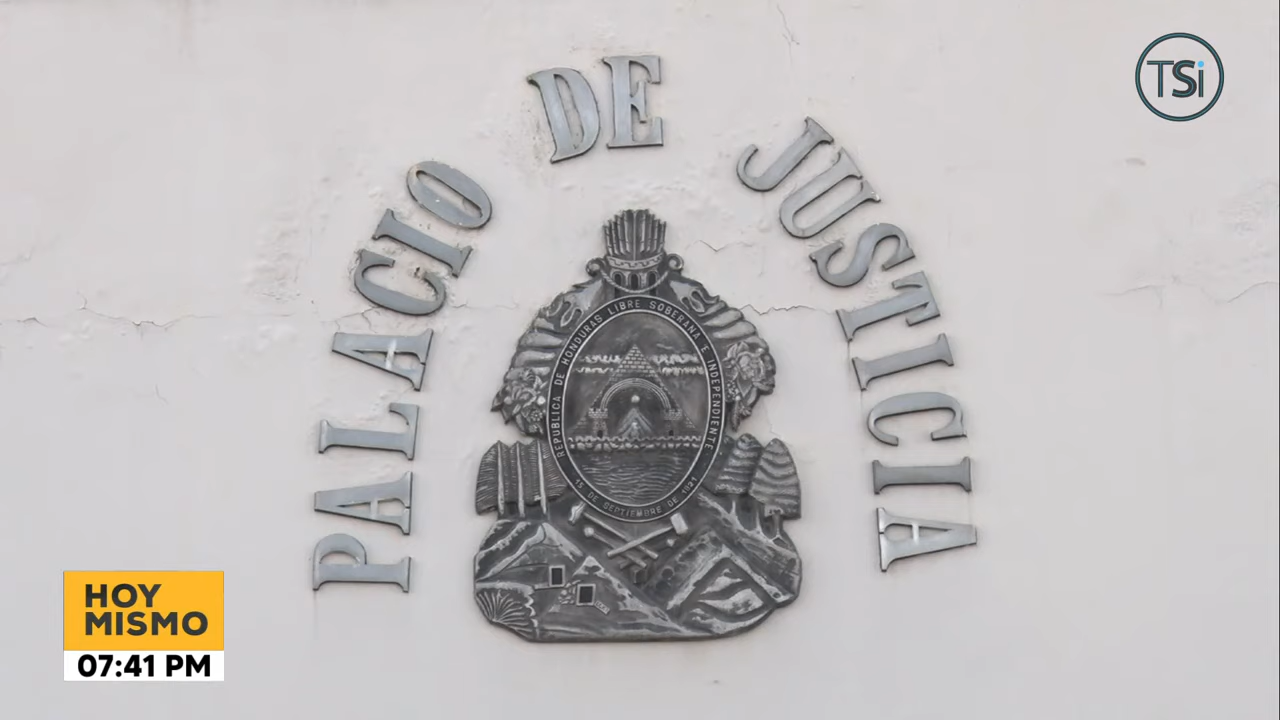 PALACIO DE JUSTICIA
TSi
REPUBLICA DE HONDURAS LIBRE SOBERANA E INDEPENDIENTE
15 DE SEPTIEMBRE DE 1821
HOY
MISMO
07:41 PM